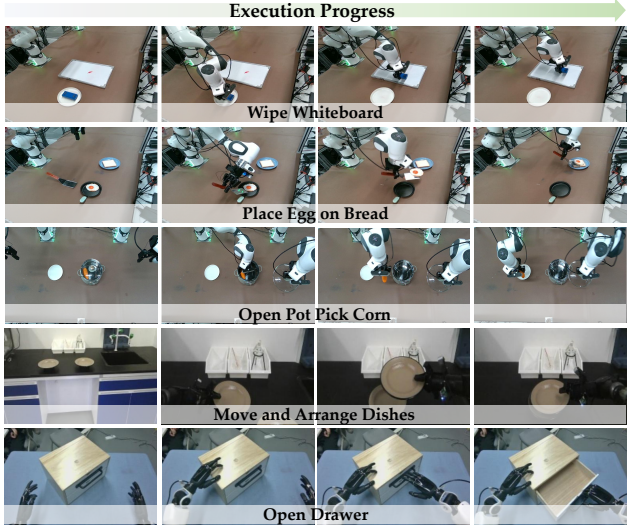 Execution Progress
Wipe Whiteboard
Place Egg on Bread
Open Pot Pick Corn
Move and Arrange Dishes
Open Drawer